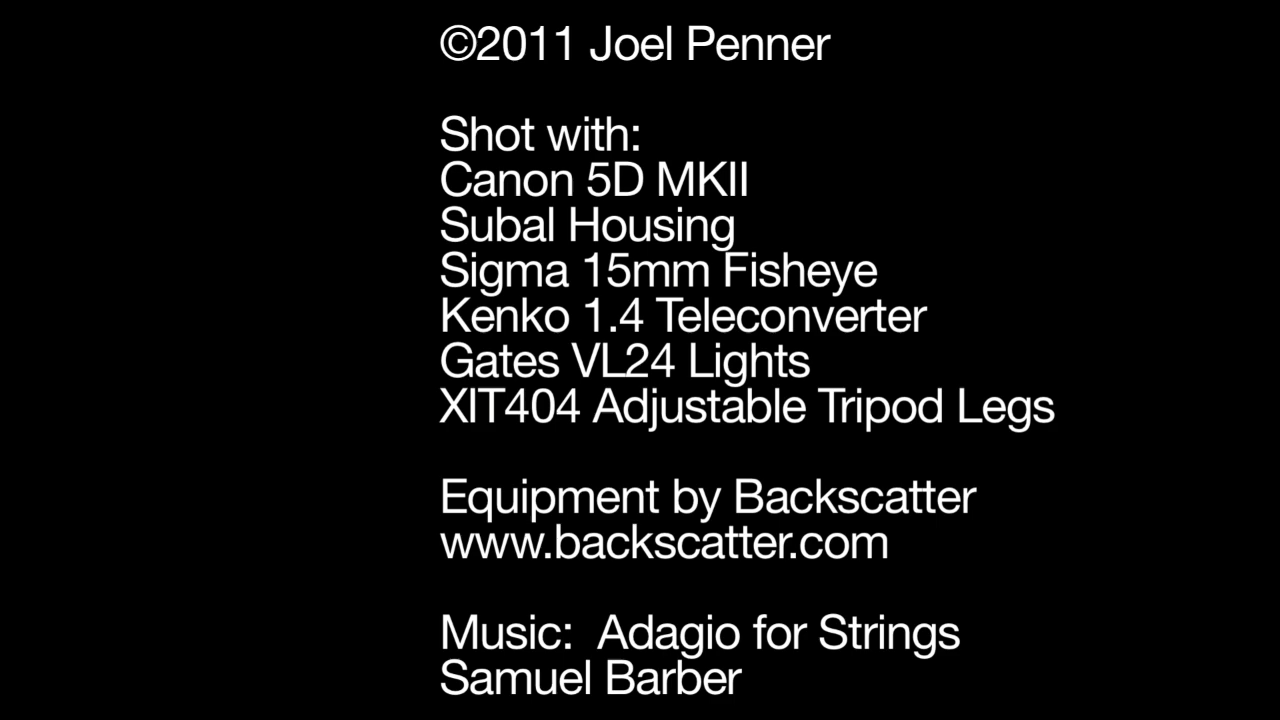 ©2011 Joel Penner
Shot with:
Canon 5D MKII
Subal Housing
Sigma 15mm Fisheye
Kenko 1.4 Teleconverter
Gates VL24 Lights
XIT404 Adjustable Tripod Legs
Equipment by Backscatter
www.backscatter.com
Music:  Adagio for Strings
Samuel Barber